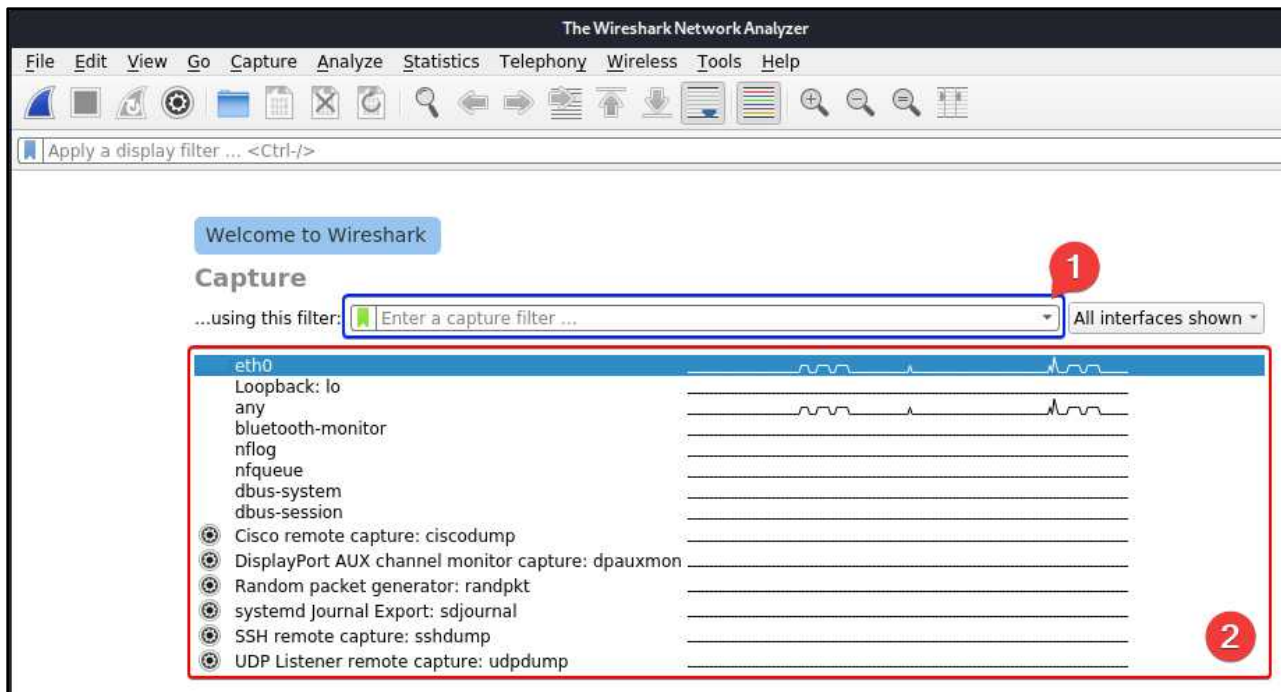 The Wireshark Network Analyzer
File Edit View Go Capture Analyze Statistics Telephony Wireless Tools Help
Apply a display filter ... <Ctrl-/>
Welcome to Wireshark
Capture
1
...using this filter: Enter a capture filter ... All interfaces shown
eth0
Loopback: lo
any
bluetooth-monitor
nflog
nfqueue
dbus-system
dbus-session
Cisco remote capture: ciscodump
DisplayPort AUX channel monitor capture: dpauxmon
Random packet generator: randpkt
systemd Journal Export: sdjournal
SSH remote capture: sshdump
2
UDP Listener remote capture: udpdump